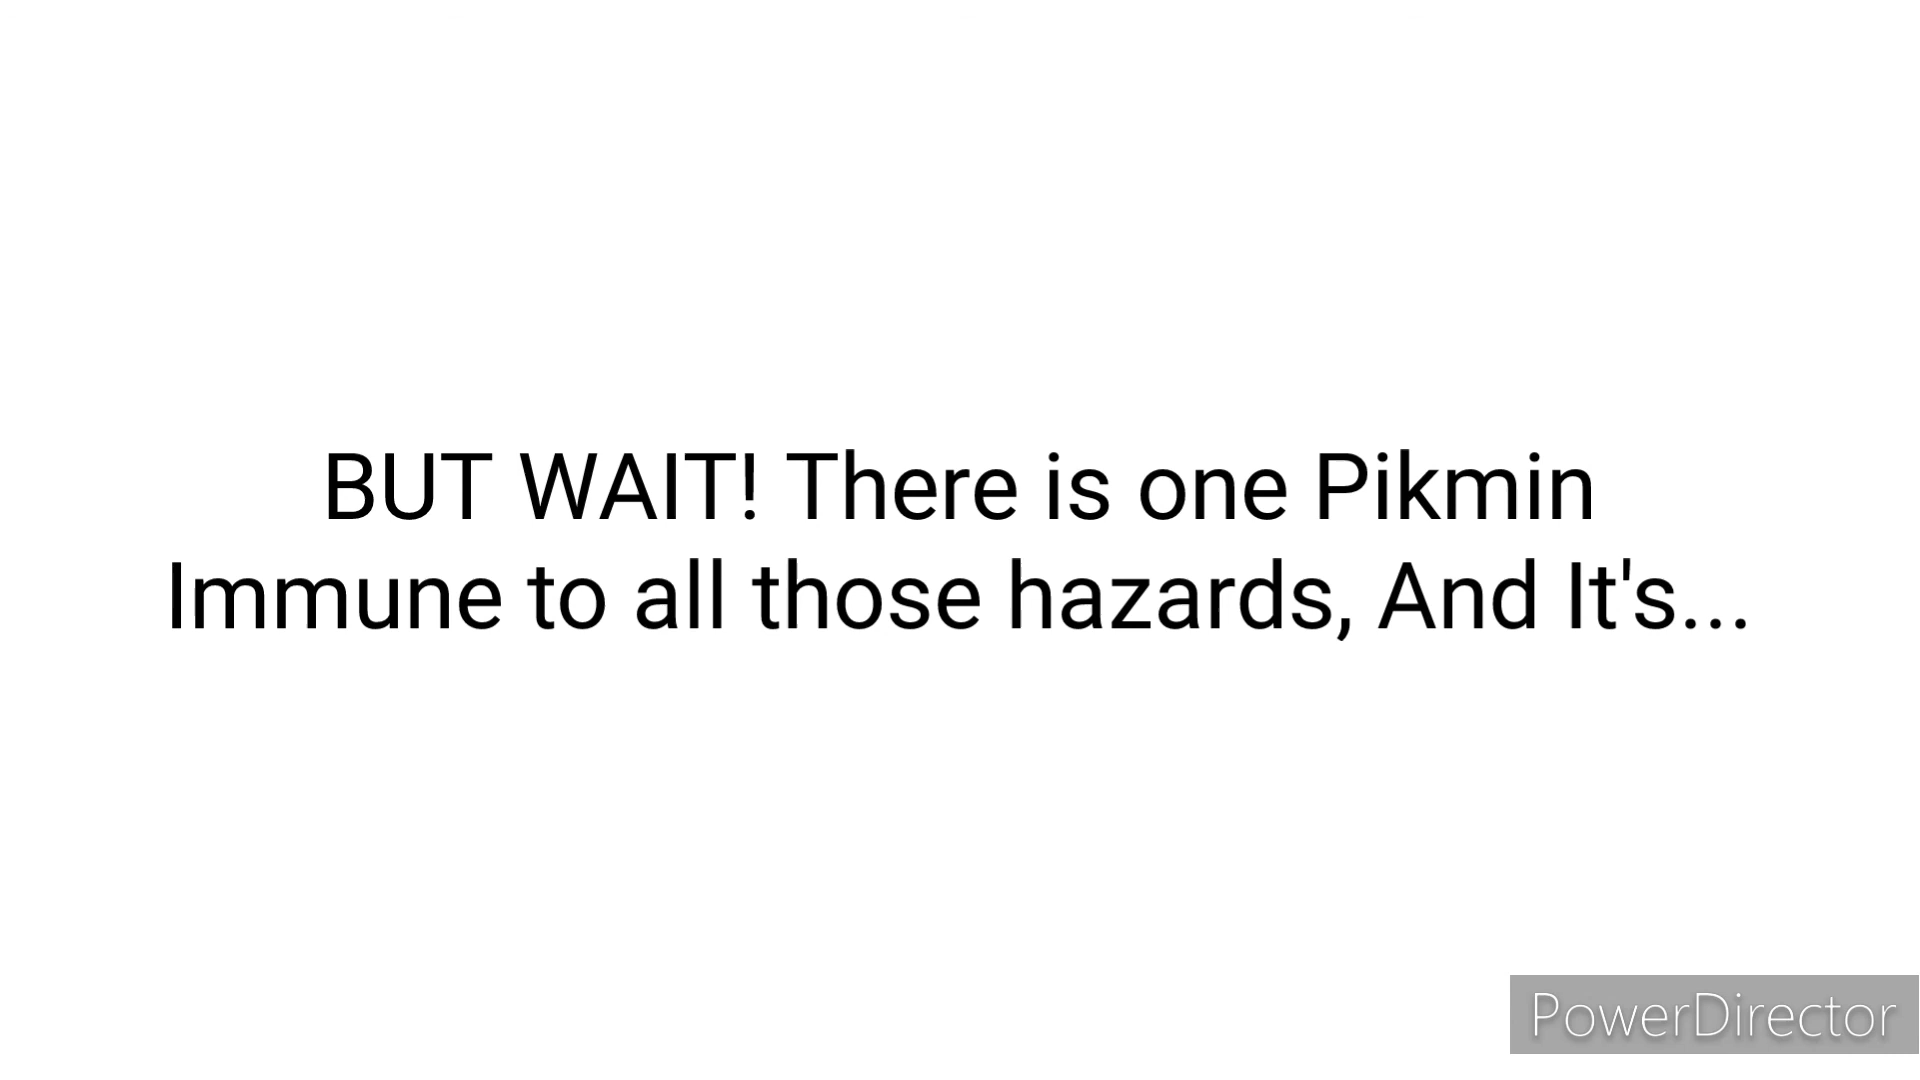 BUT WAIT! There is one Pikmin
Immune to all those hazards, And It's...
PowerDirector